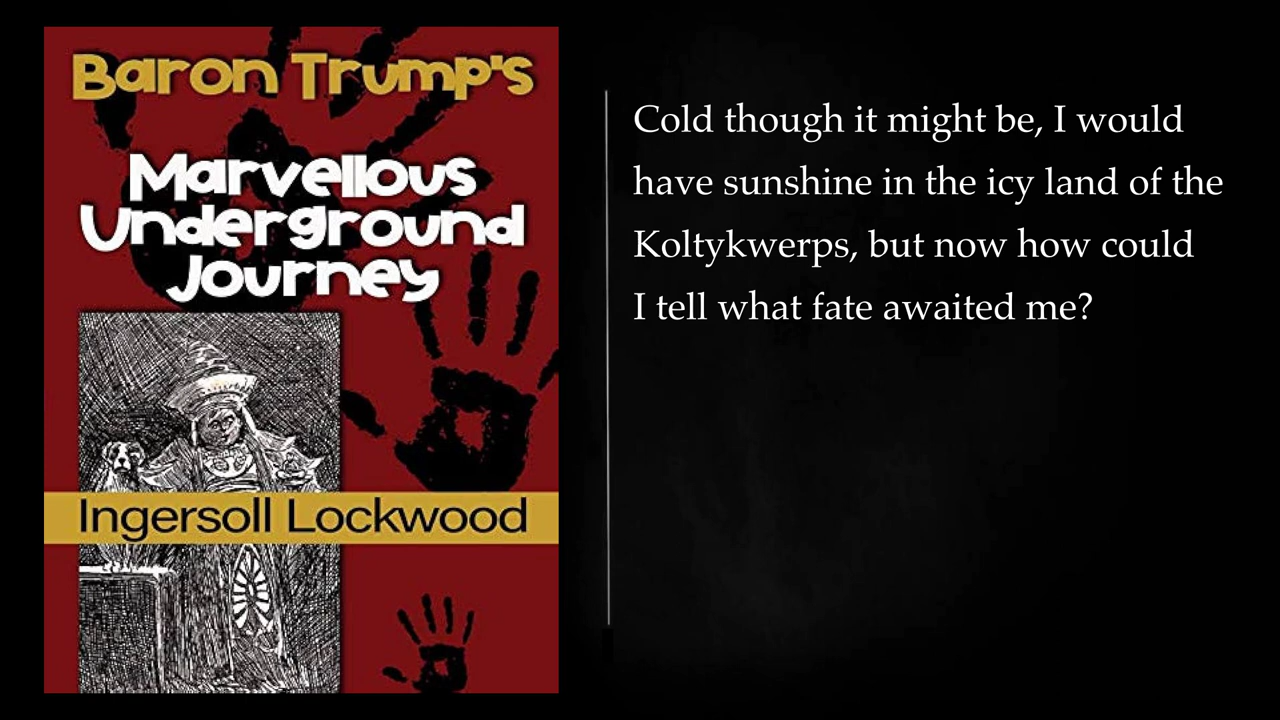 Baron Trump's
Marvellous
Underground
Journey
Ingersoll Lockwood
Cold though it might be, I would
have sunshine in the icy land of the
Koltykwerps, but now how could
I tell what fate awaited me?